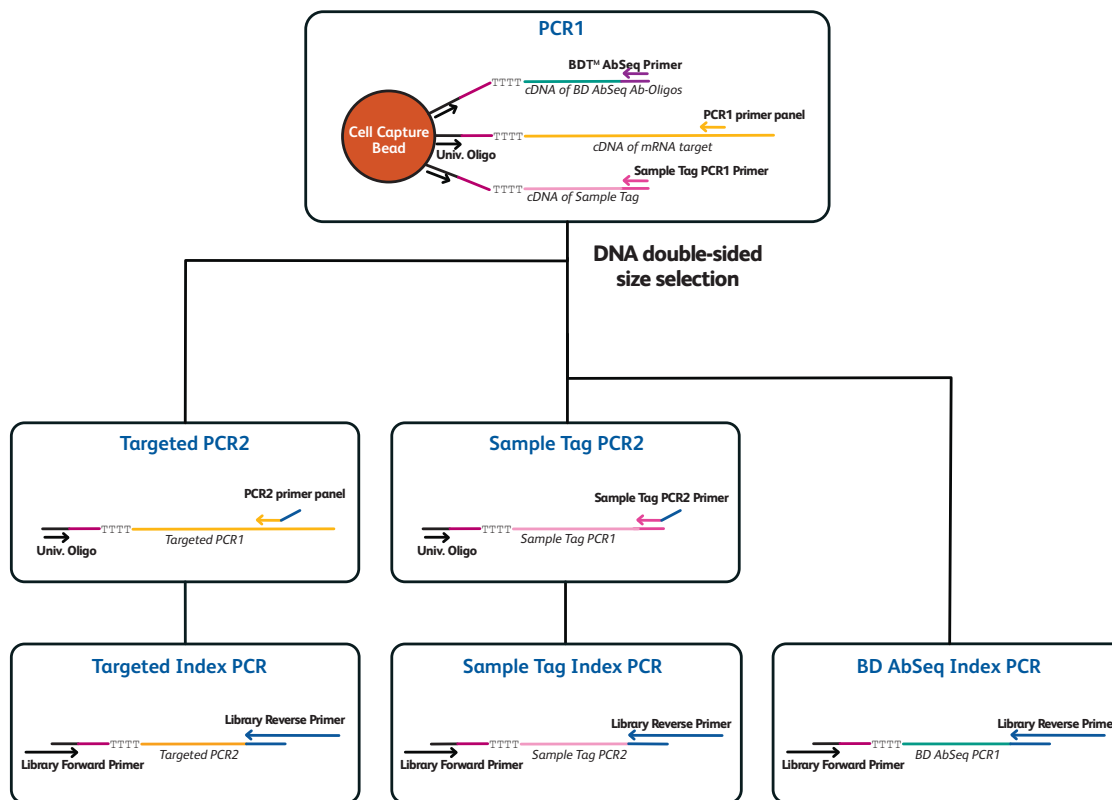 PCR1
BDT™ AbSeq Primer
TTTT
cDNA of BD AbSeq Ab-Oligos
PCR1 primer panel
Cell Capture
Bead
TTTT
Univ. Oligo
cDNA of mRNA target
Sample Tag PCR1 Primer
TTTT
cDNA of Sample Tag
DNA double-sided
size selection
Targeted PCR2
PCR2 primer panel
TTTT
Univ. Oligo
Targeted PCR1
Sample Tag PCR2
Sample Tag PCR2 Primer
TTTT
Univ. Oligo
Sample Tag PCR1
Targeted Index PCR
Library Reverse Primer
TTTT
Library Forward Primer
Targeted PCR2
Sample Tag Index PCR
Library Reverse Primer
TTTT
Library Forward Primer
Sample Tag PCR2
BD AbSeq Index PCR
Library Reverse Primer
TTTT
Library Forward Primer
BD AbSeq PCR1